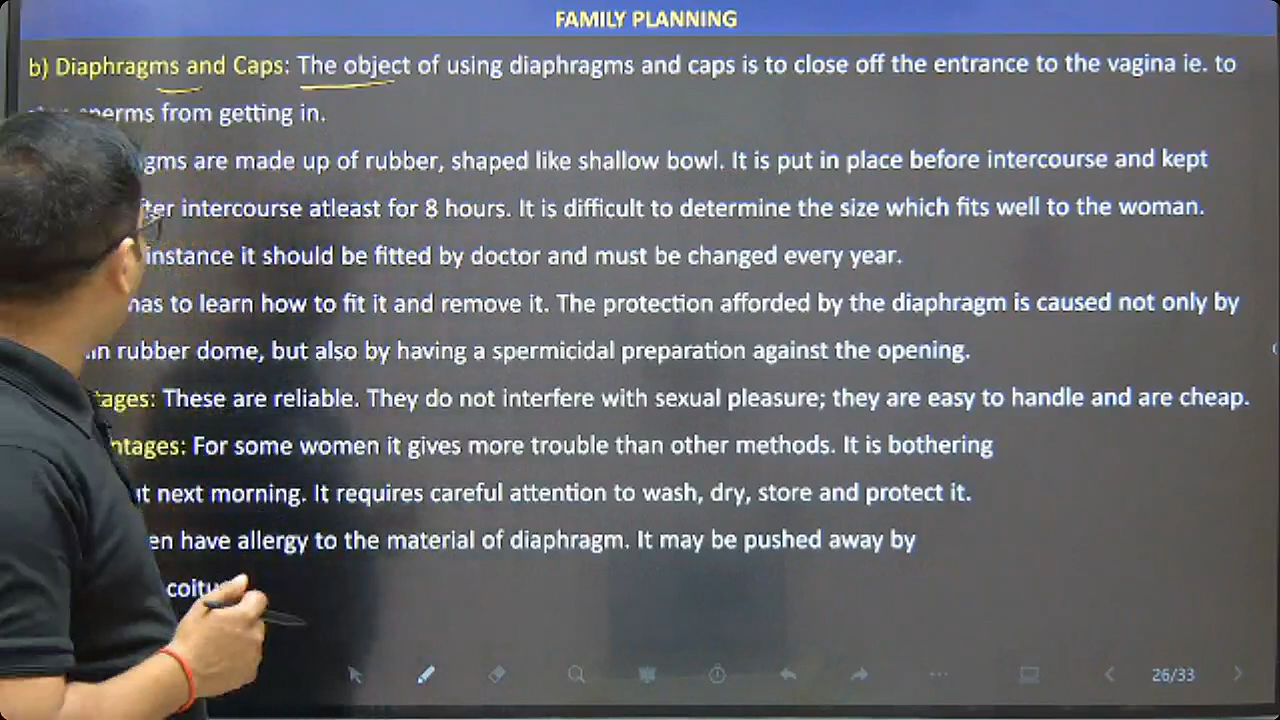 FAMILY PLANNING
b) Diaphragms and Caps: The object of using diaphragms and caps is to close off the entrance to the vagina ie. to
sperms from getting in.
gms are made up of rubber, shaped like shallow bowl. It is put in place before intercourse and kept
intercourse atleast for 8 hours. It is difficult to determine the size which fits well to the woman.
instance it should be fitted by doctor and must be changed every year.
has to learn how to fit it and remove it. The protection afforded by the diaphragm is caused not only by
rubber dome, but also by having a spermicidal preparation against the opening.
tages: These are reliable. They do not interfere with sexual pleasure; they are easy to handle and are cheap.
ntages: For some women it gives more trouble than other methods. It is bothering
next morning. It requires careful attention to wash, dry, store and protect it.
en have allergy to the material of diaphragm. It may be pushed away by
26/33